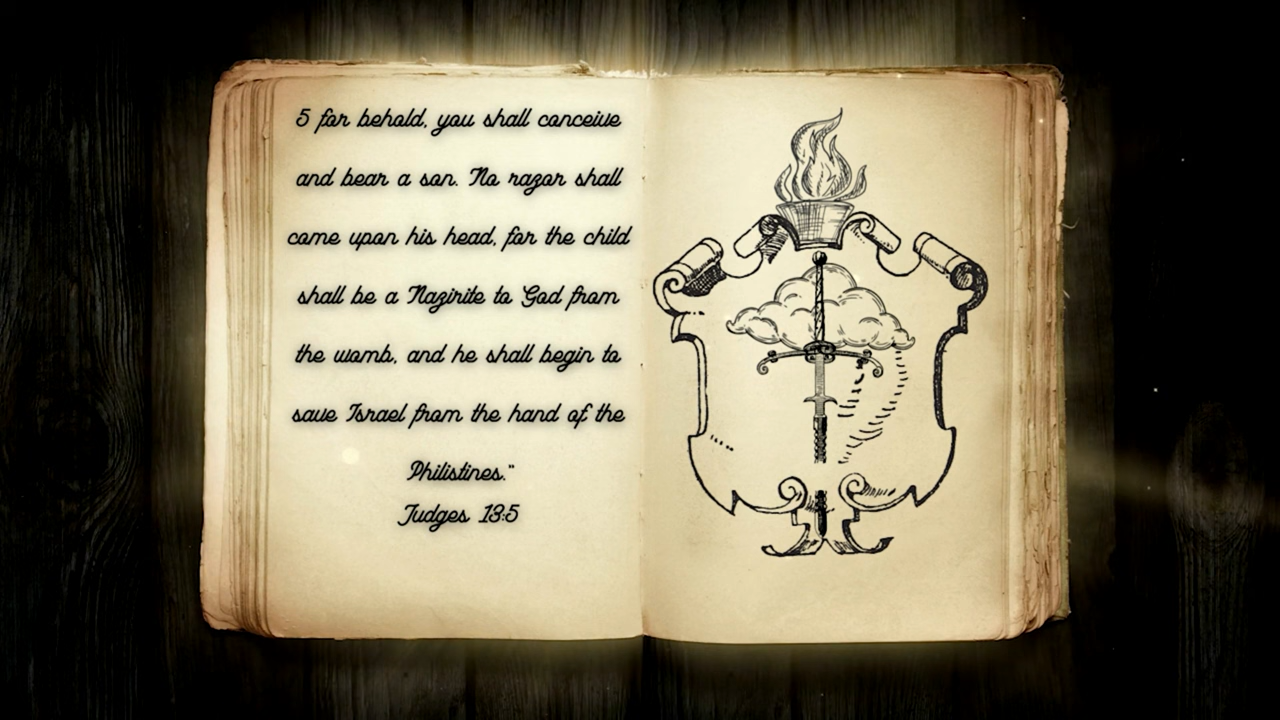 5 for behold, you shall conceive
and bear a son. No razor shall
come upon his head, for the child
shall be a Nazirite to God from
the womb, and he shall begin to
save Israel from the hand of the
Philistines."
Judges 13:5